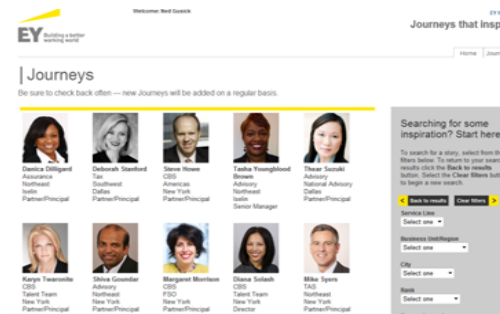 Welcome Ned Gusick
EY
Building a better
working world
Journeys that insp
Home
Journeys
Be sure to check back often — new Journeys will be added on a regular basis.
Danica Dilligard
Assurance
Northeast
Iselin
Partner/Principal
Deborah Stanford
Tax
Southwest
Dallas
Partner/Principal
Steve Howe
CBS
Americas
New York
Partner/Principal
Tasha Youngblood
Brown
Advisory
Northeast
Iselin
Senior Manager
Thear Suzuki
Advisory
National Advisory
Dallas
Partner/Principal
Karyn Twaronite
CBS
Talent Team
New York
Partner/Principal
Shiva Goundar
Advisory
Northeast
New York
Partner/Principal
Margaret Morrison
CBS
FSO
New York
Partner/Principal
Diana Solash
CBS
Talent Team
New York
Director
Mike Syers
TAS
Northeast
New York
Partner/Principal
Searching for some
inspiration? Start here
To search for a story, select from the
filters below. To return to your search
results click the Back to results
button. Select the Clear filters butt
to begin a new search.
Back to results
Clear filters
Service Line
Select one
Business Unit/Region
Select one
City
Select one
Rank
Select one